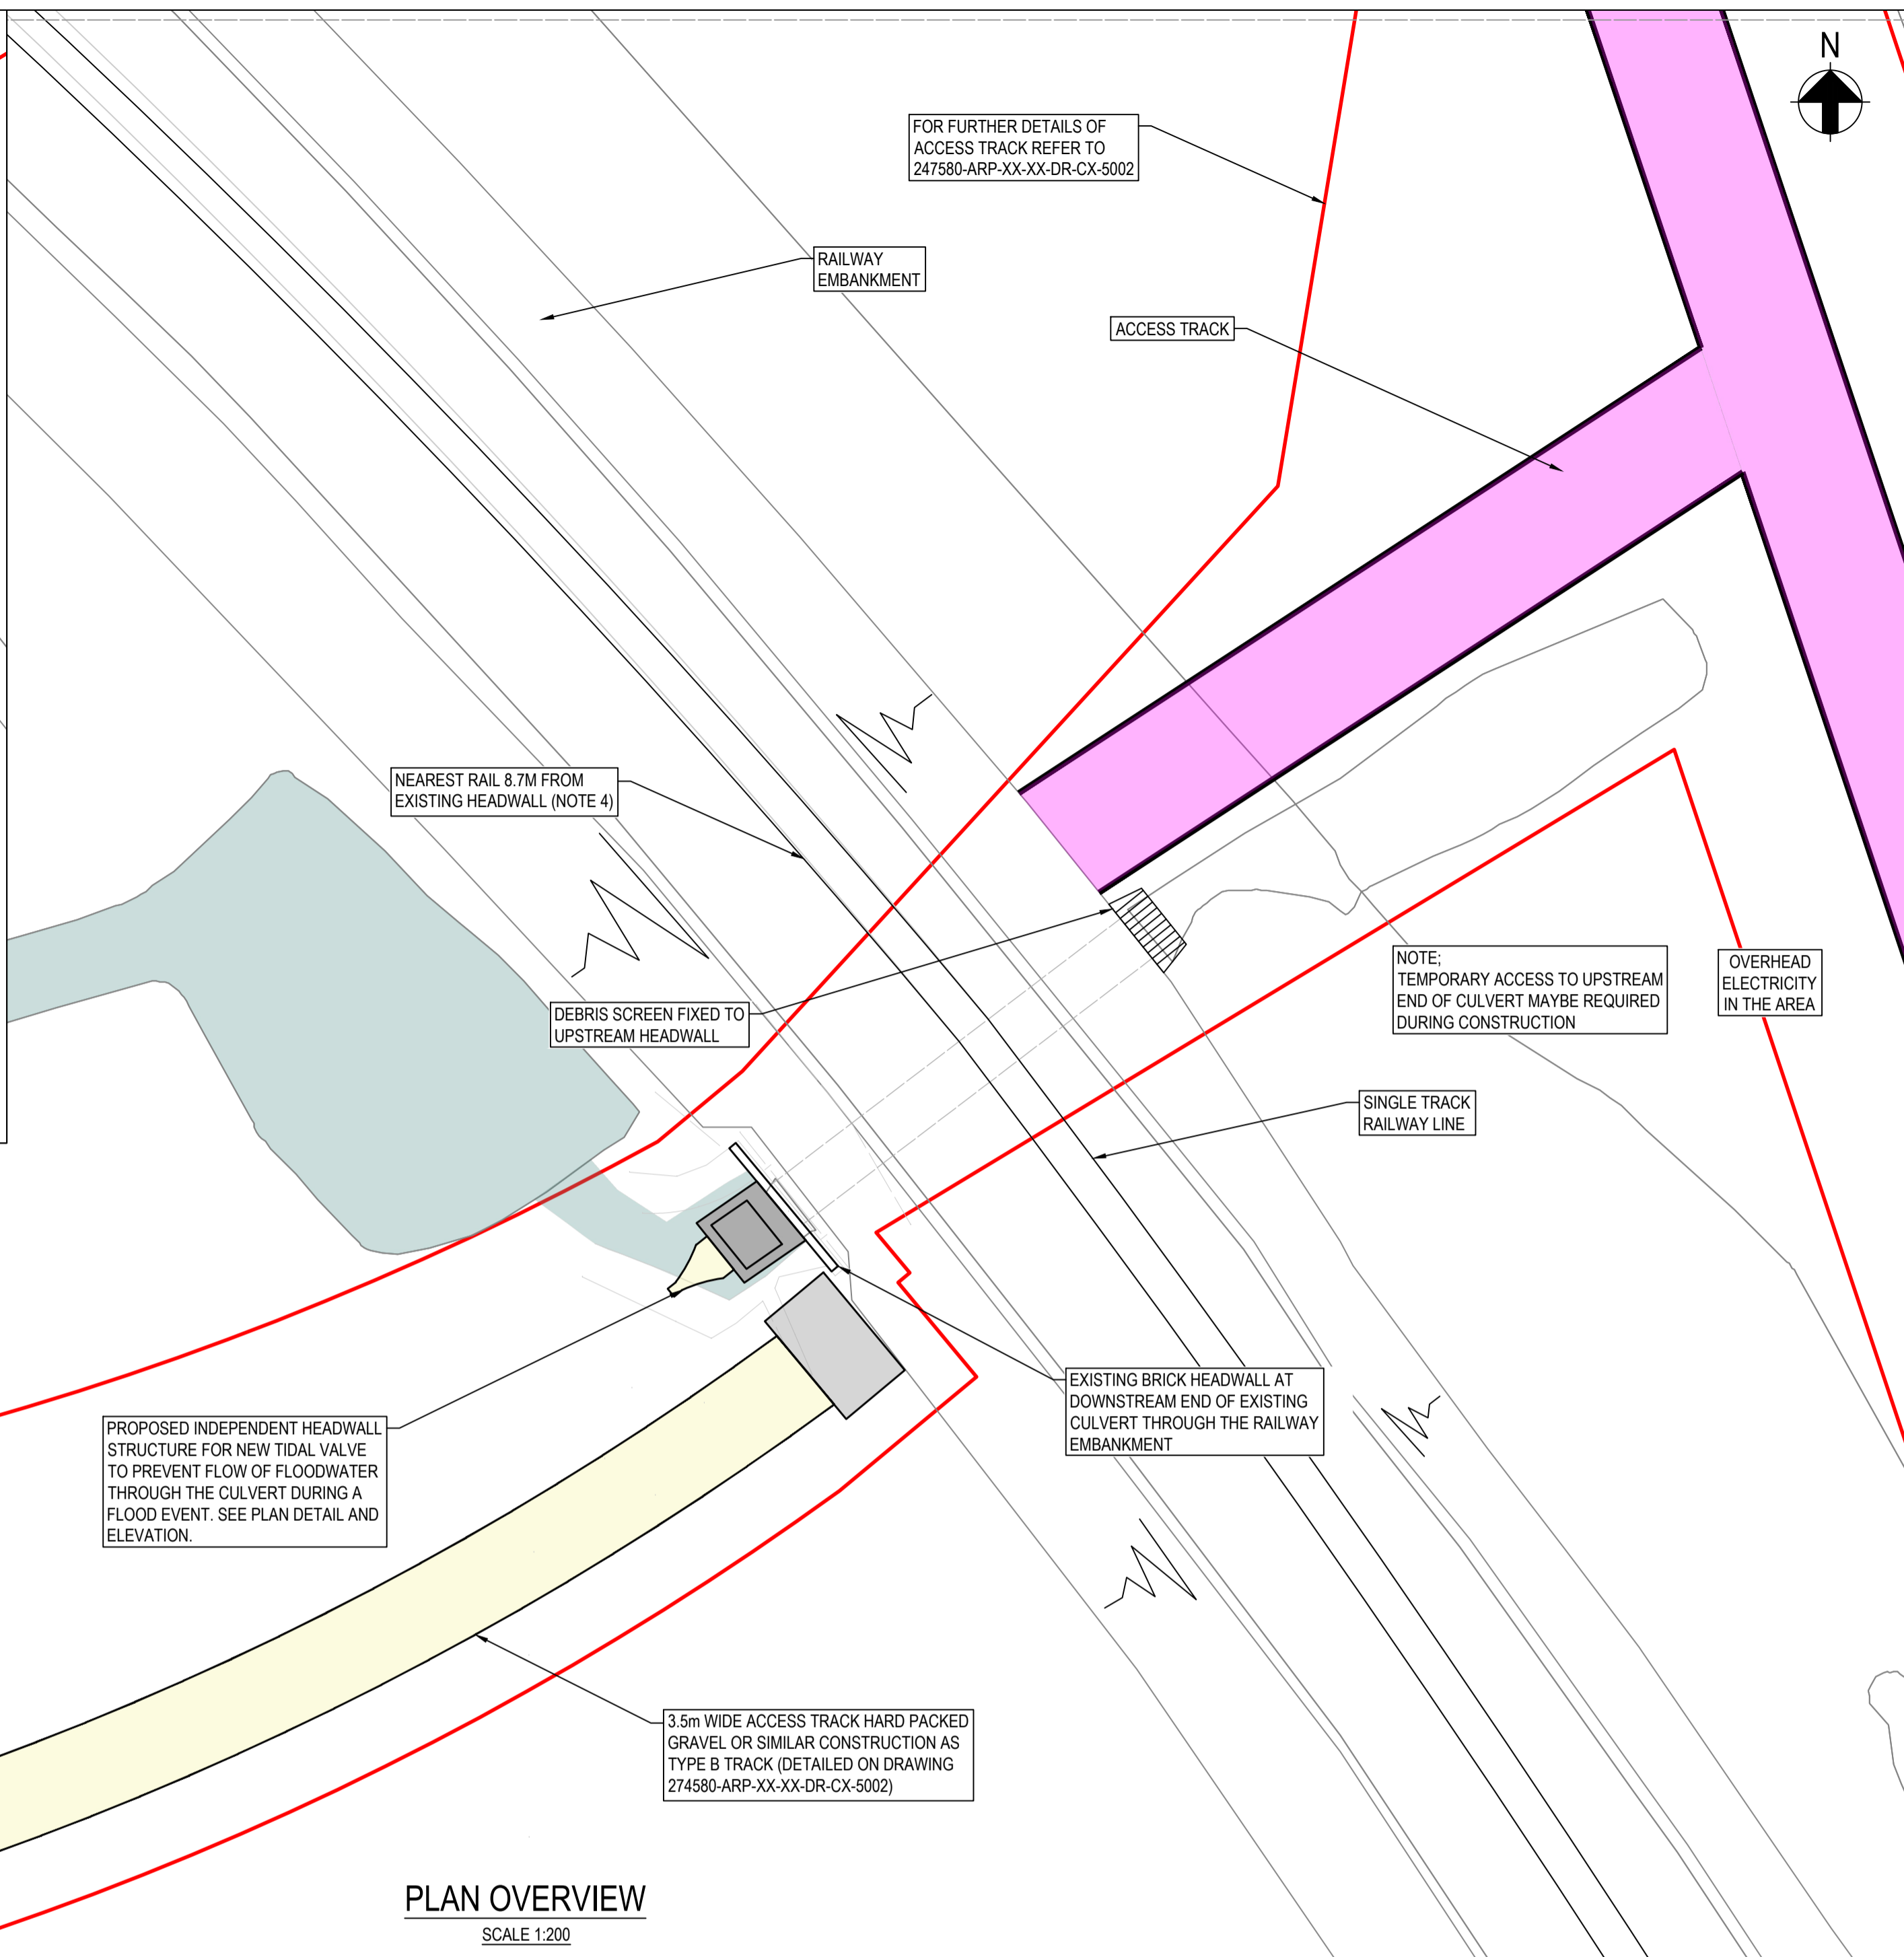 N
FOR FURTHER DETAILS OF
ACCESS TRACK REFER TO
247580-ARP-XX-XX-DR-CX-5002
RAILWAY
EMBANKMENT
ACCESS TRACK
NEAREST RAIL 8.7M FROM
EXISTING HEADWALL (NOTE 4)
DEBRIS SCREEN FIXED TO
UPSTREAM HEADWALL
NOTE;
TEMPORARY ACCESS TO UPSTREAM
END OF CULVERT MAYBE REQUIRED
DURING CONSTRUCTION
OVERHEAD
ELECTRICITY
IN THE AREA
SINGLE TRACK
RAILWAY LINE
EXISTING BRICK HEADWALL AT
DOWNSTREAM END OF EXISTING
CULVERT THROUGH THE RAILWAY
EMBANKMENT
PROPOSED INDEPENDENT HEADWALL
STRUCTURE FOR NEW TIDAL VALVE
TO PREVENT FLOW OF FLOODWATER
THROUGH THE CULVERT DURING A
FLOOD EVENT. SEE PLAN DETAIL AND
ELEVATION.
3.5m WIDE ACCESS TRACK HARD PACKED
GRAVEL OR SIMILAR CONSTRUCTION AS
TYPE B TRACK (DETAILED ON DRAWING
274580-ARP-XX-XX-DR-CX-5002)
PLAN OVERVIEW
SCALE 1:200